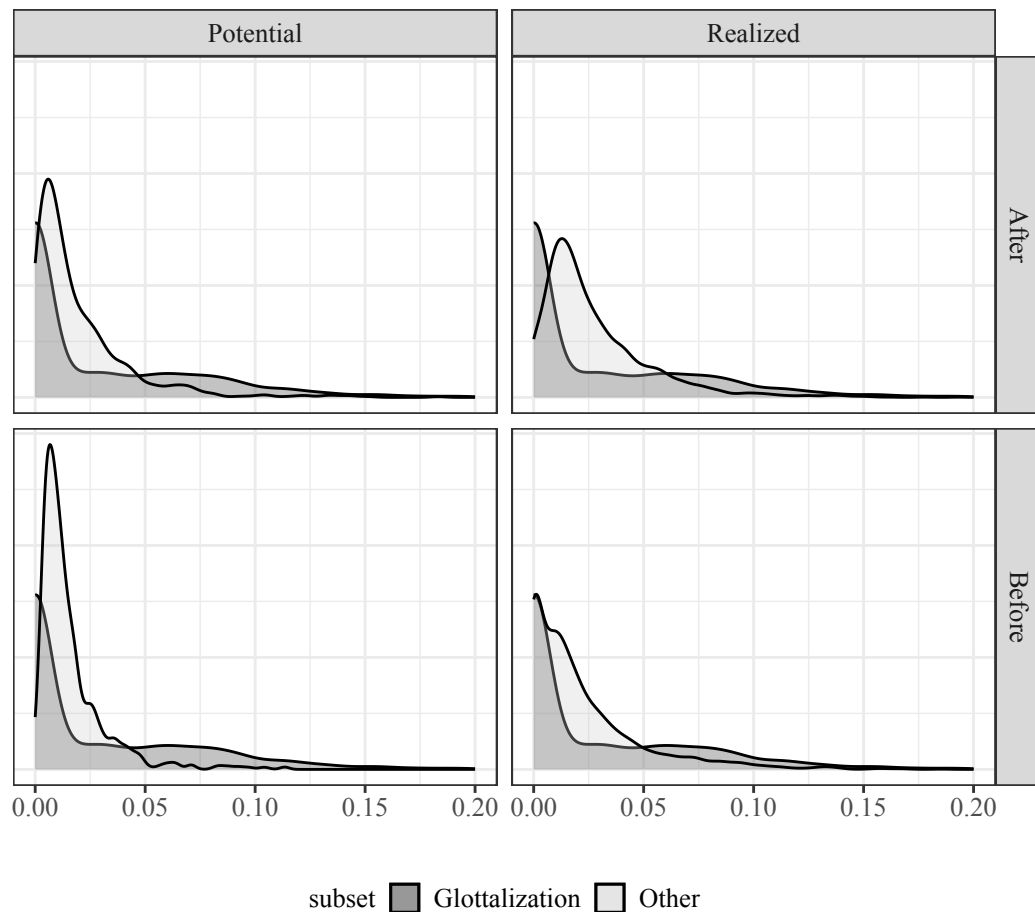 Potential Realized
After
Before
0.00 0.05 0.10 0.15 0.20 0.00 0.05 0.10 0.15 0.20
subset Glottalization Other